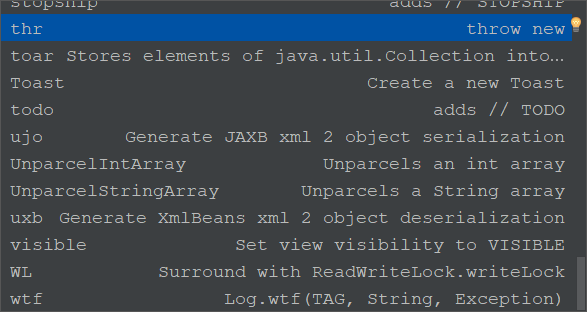 stopship adds // STOPSHIP
thr throw new
toar Stores elements of java.util.Collection into…
Toast Create a new Toast
todo adds // TODO
ujo Generate JAXB xml 2 object serialization
UnparcelIntArray Unparcels an int array
UnparcelStringArray Unparcels a String array
uxb Generate XmlBeans xml 2 object deserialization
visible Set view visibility to VISIBLE
WL Surround with ReadWriteLock.writeLock
wtf Log.wtf(TAG, String, Exception)